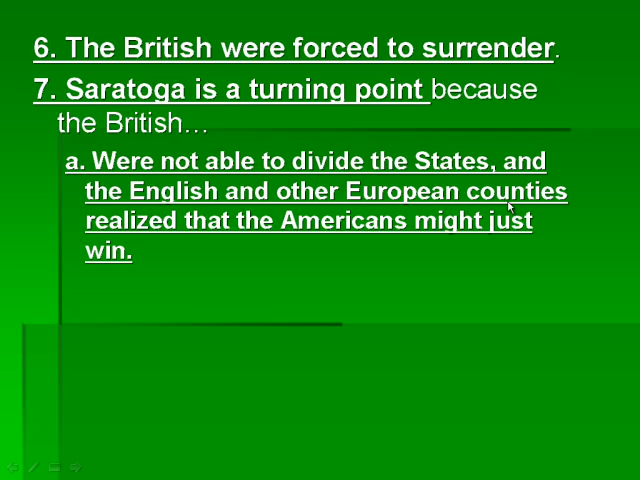 6. The British were forced to surrender.
7. Saratoga is a turning point because
the British…
a. Were not able to divide the States, and
the English and other European counties
realized that the Americans might just
win.